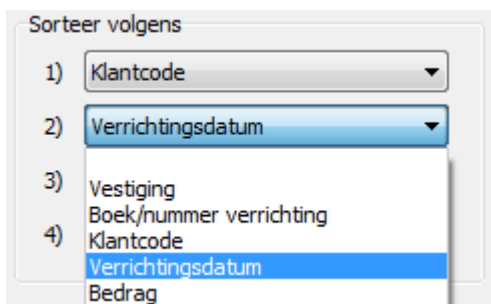 Sorteer volgens
1) Klantcode
2) Verrichtingsdatum
3)
Vestiging
Boek/nummer verrichting
4)
Klantcode
Verrichtingsdatum
Bedrag